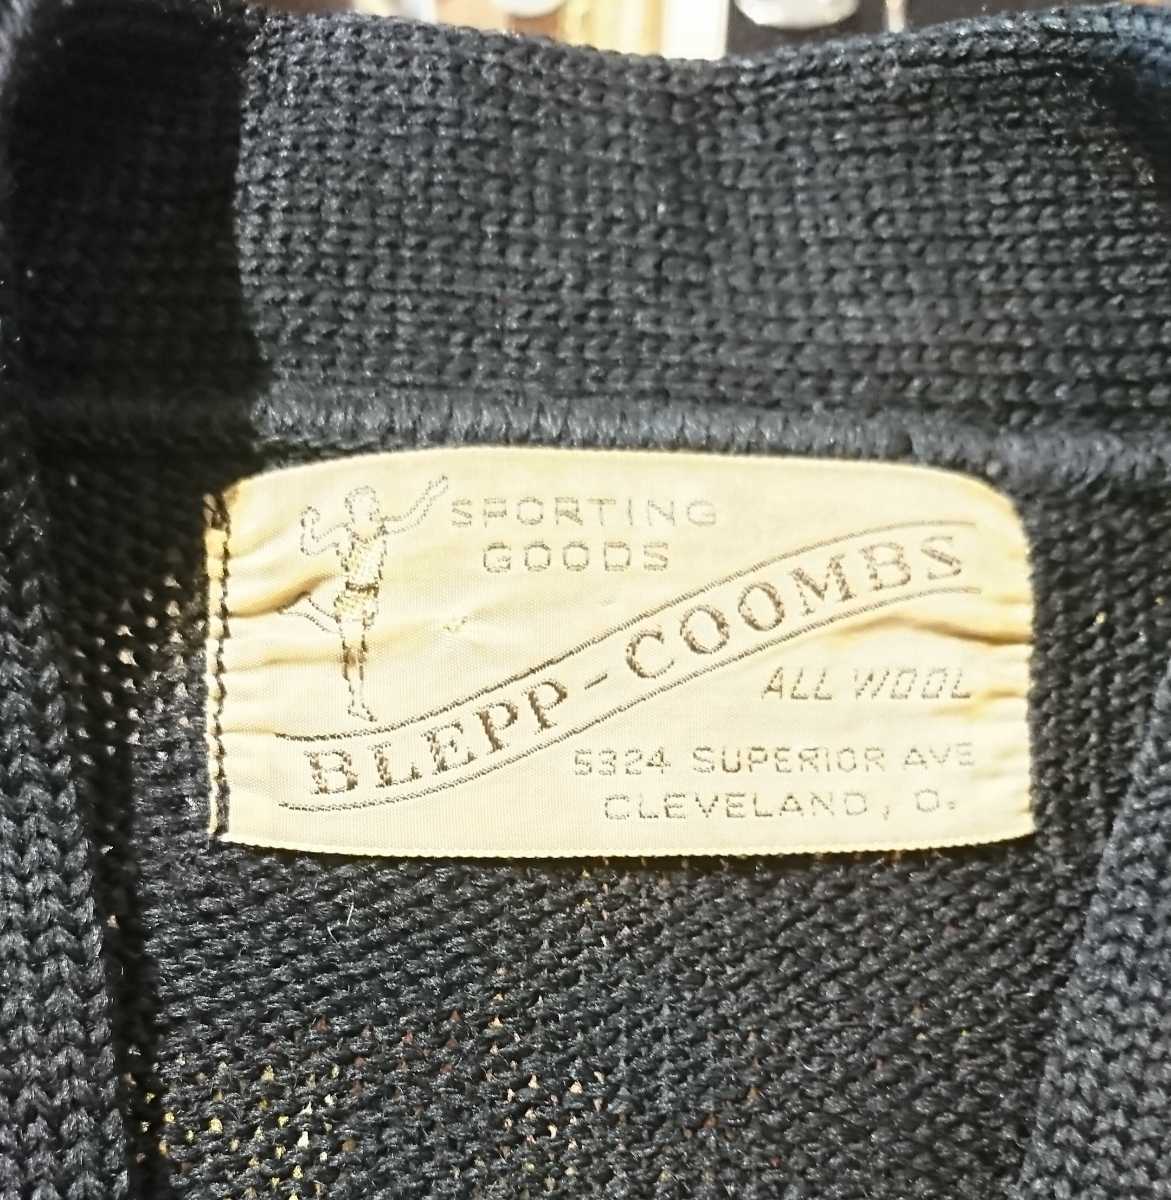 SPORTING
GOODS
BLEPP-COOMBS
ALL WOOL
5324 SUPERIOR AVE
CLEVELAND, O.